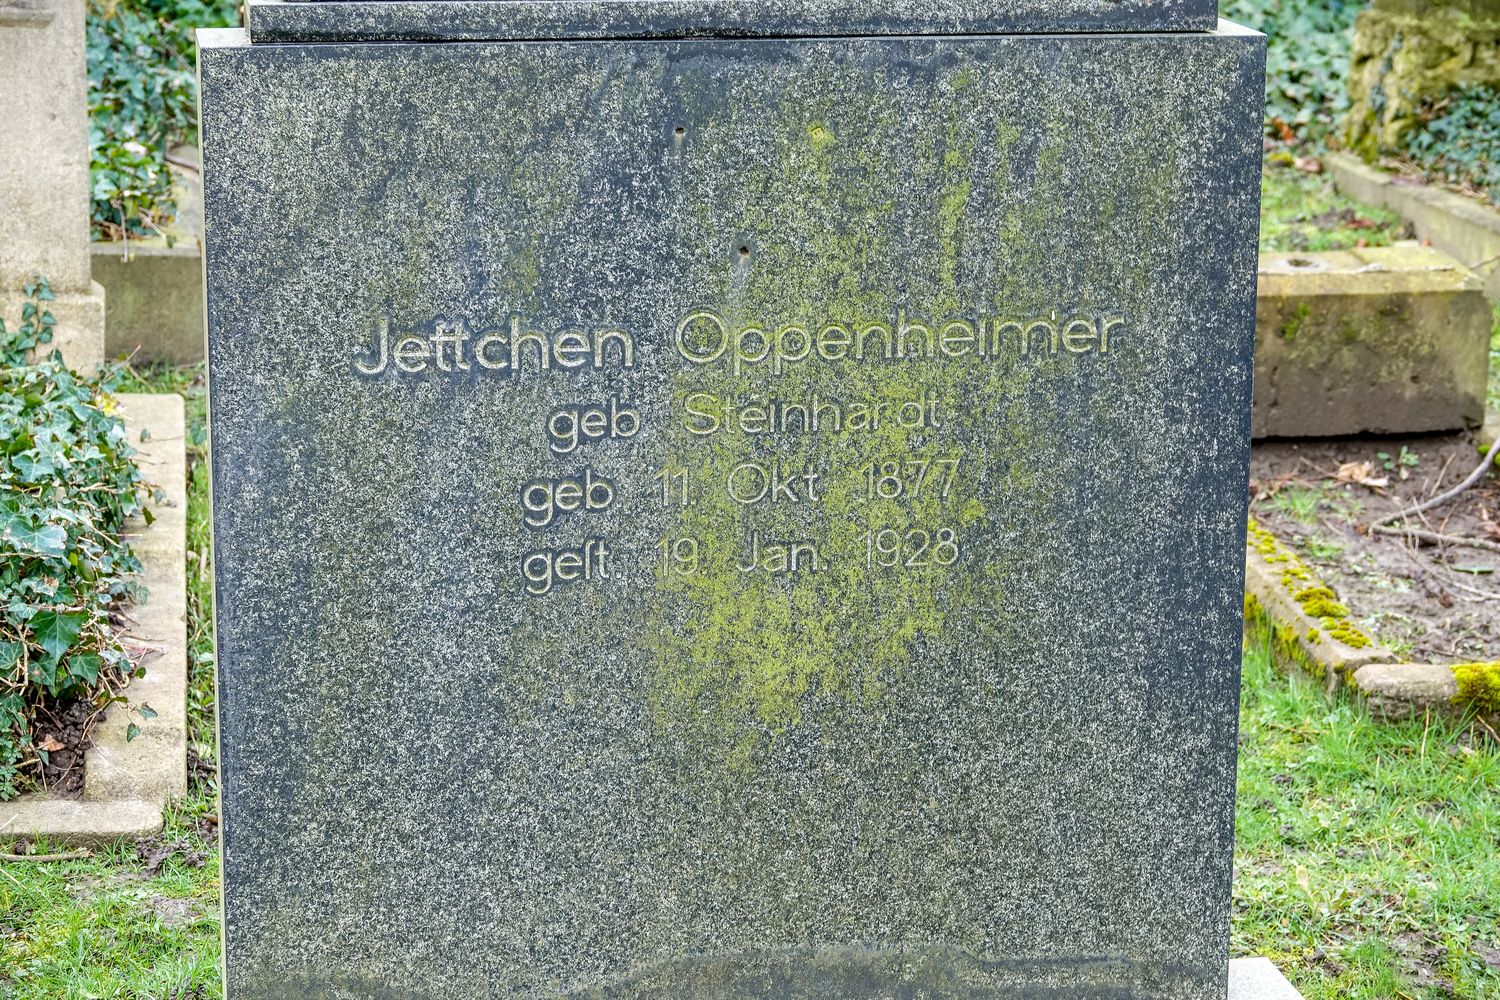 Jettchen Oppenheimer
geb Steinhardt
geb. 11. Okt. 1877
geſt. 19. Jan. 1928